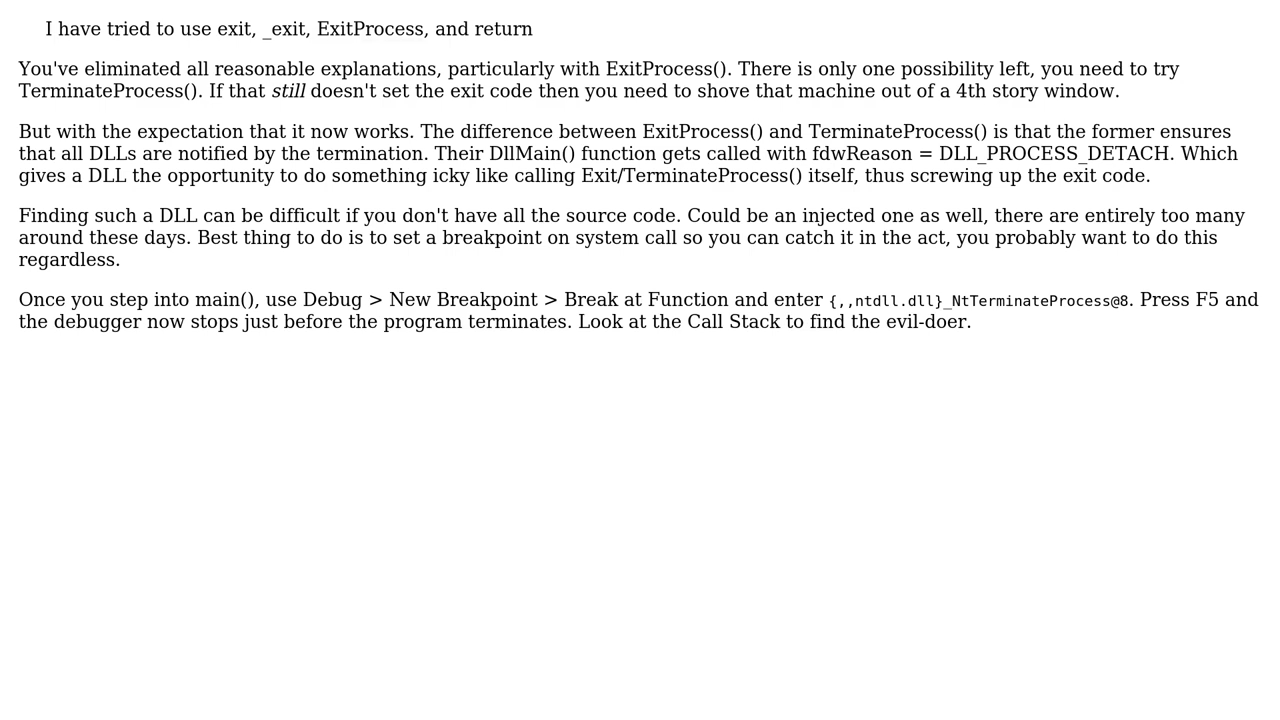 I have tried to use exit, _exit, ExitProcess, and return
You've eliminated all reasonable explanations, particularly with ExitProcess(). There is only one possibility left, you need to try
TerminateProcess(). If that still doesn't set the exit code then you need to shove that machine out of a 4th story window.
But with the expectation that it now works. The difference between ExitProcess() and TerminateProcess() is that the former ensures
that all DLLs are notified by the termination. Their DllMain() function gets called with fdwReason = DLL_PROCESS_DETACH. Which
gives a DLL the opportunity to do something icky like calling Exit/TerminateProcess() itself, thus screwing up the exit code.
Finding such a DLL can be difficult if you don't have all the source code. Could be an injected one as well, there are entirely too many
around these days. Best thing to do is to set a breakpoint on system call so you can catch it in the act, you probably want to do this
regardless.
Once you step into main(), use Debug > New Breakpoint > Break at Function and enter {,,ntdll.dll}_NtTerminateProcess@8. Press F5 and
the debugger now stops just before the program terminates. Look at the Call Stack to find the evil-doer.